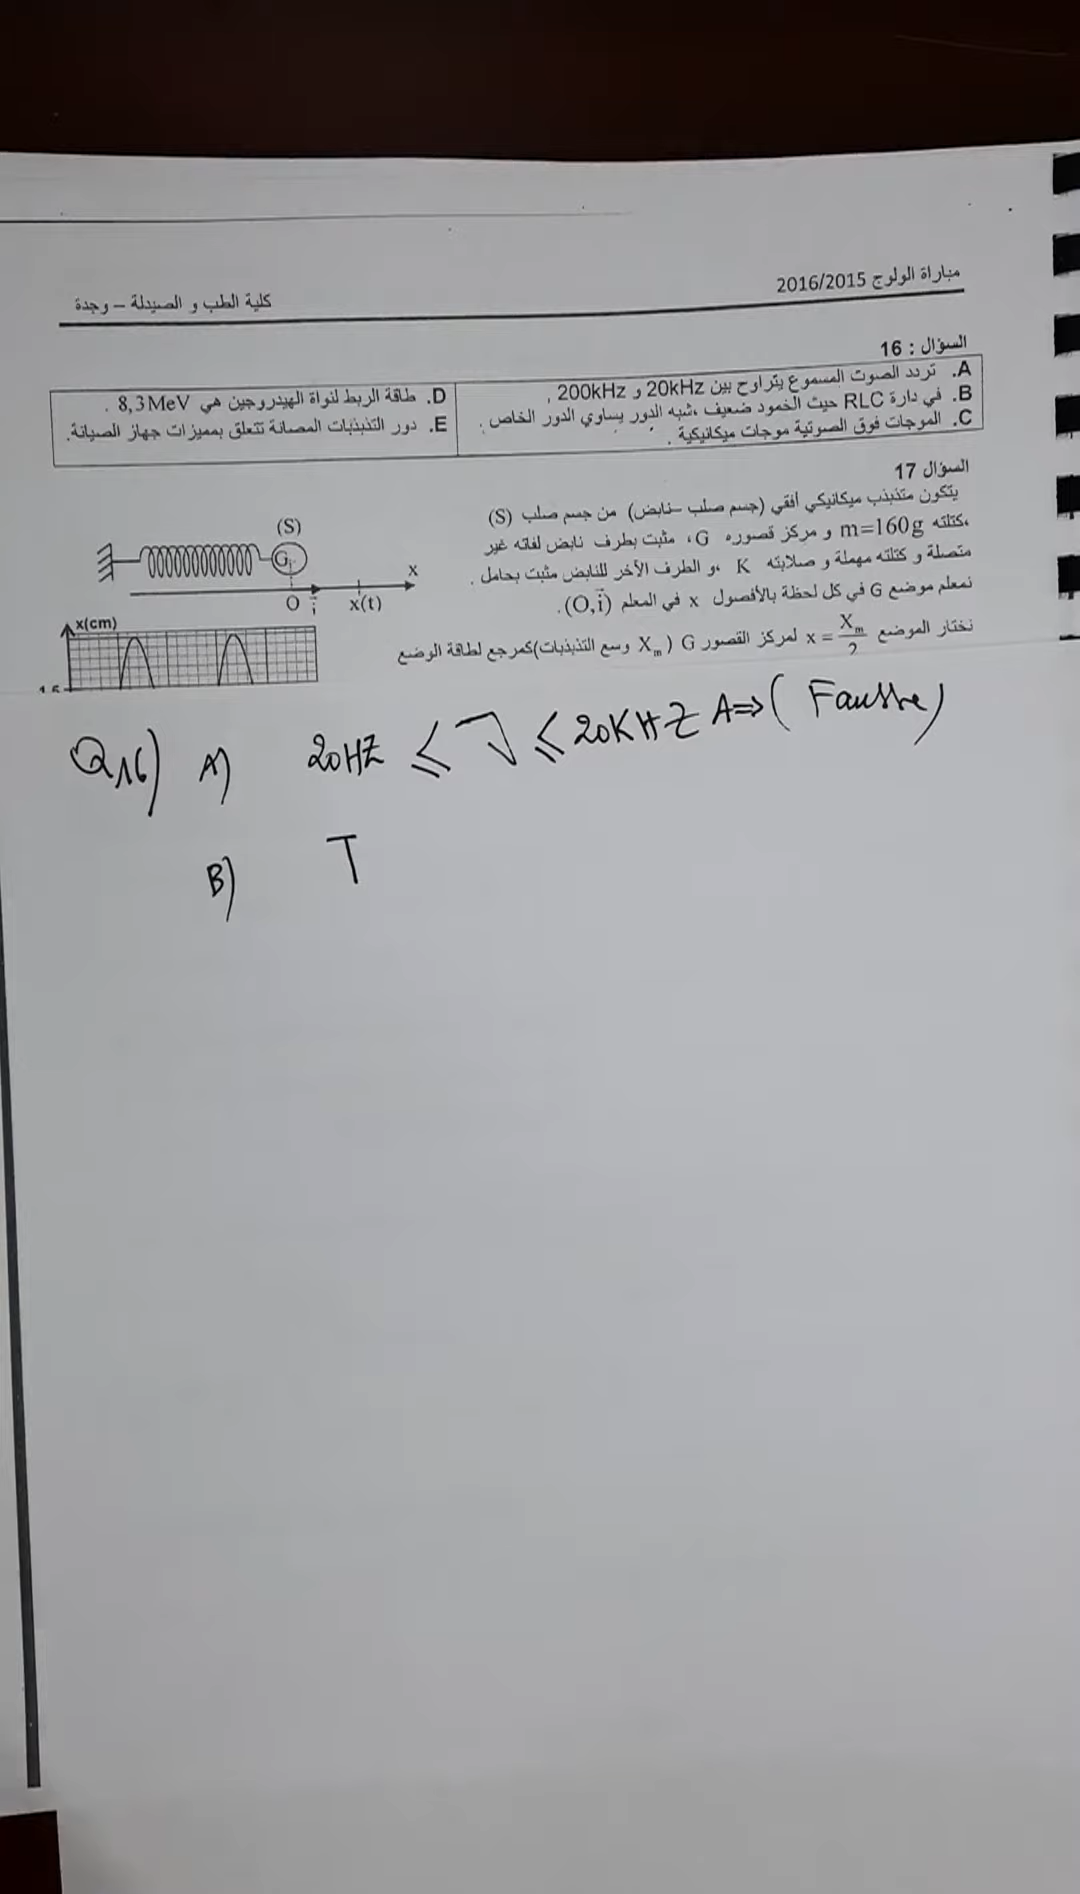 مباراة الولوج 2016/2015
كلية الطب و الصيدلة – وجدة
السؤال : 16
A. تردد الصوت المسموع يتراوح بين 20kHz و 200kHz .
B. في دارة RLC حيث الخمود ضعيف ،شبه الدور يساوي الدور الخاص .
C. الموجات فوق الصوتية موجات ميكانيكية .
D. طاقة الربط لنواة الهيدروجين هي 8,3MeV .
E. دور التذبذبات المصانة تتعلق بمميزات جهاز الصيانة.
السؤال 17
يتكون متذبذب ميكانيكي أفقي (جسم صلب –نابض) من جسم صلب (S)
،كتلته m=160g و مركز قصوره G، مثبت بطرف نابض لفاته غير
متصلة و كتلته مهملة و صلابته K ،و الطرف الآخر للنابض مثبت بحامل .
نمعلم موضع G في كل لحظة بالأفصول x في المعلم (O,i) .
نختار الموضع x = Xm/2 لمركز القصور G (Xm وسع التذبذبات)كمرجع لطاقة الوضع
(S)
G
x
O i x(t)
x(cm)
Q16) A) 20HZ ⩽ ⩽ 20KHZ A⇒( Fausse)
B) T